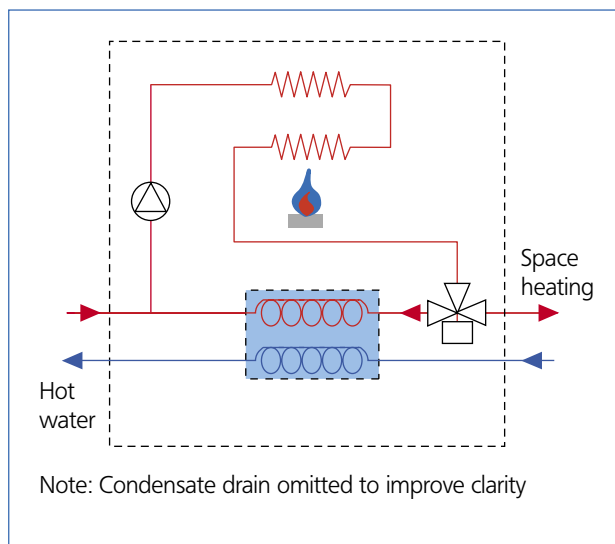 Space
heating
Hot
water
Note: Condensate drain omitted to improve clarity